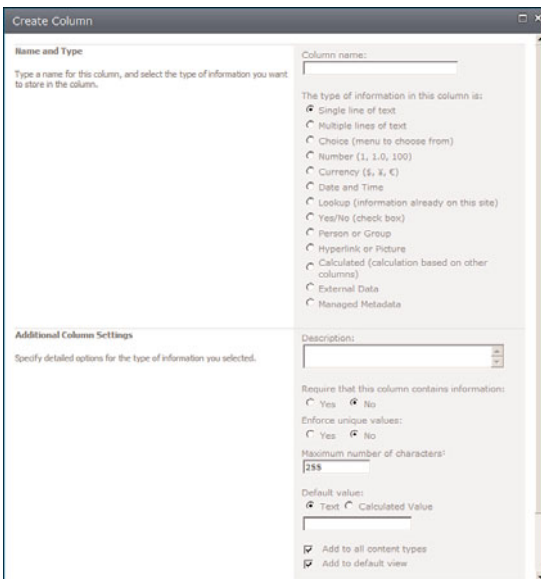 Create Column
Name and Type
Type a name for this column, and select the type of information you want
to store in the column.
Column name:
The type of information in this column is:
Single line of text
Multiple lines of text
Choice (menu to choose from)
Number (1, 1.0, 100)
Currency ($, ¥, €)
Date and Time
Lookup (information already on this site)
Yes/No (check box)
Person or Group
Hyperlink or Picture
Calculated (calculation based on other
columns)
External Data
Managed Metadata
Additional Column Settings
Specify detailed options for the type of information you selected.
Description:
Require that this column contains information:
Yes No
Enforce unique values:
Yes No
Maximum number of characters:
255
Default value:
Text Calculated Value
Add to all content types
Add to default view